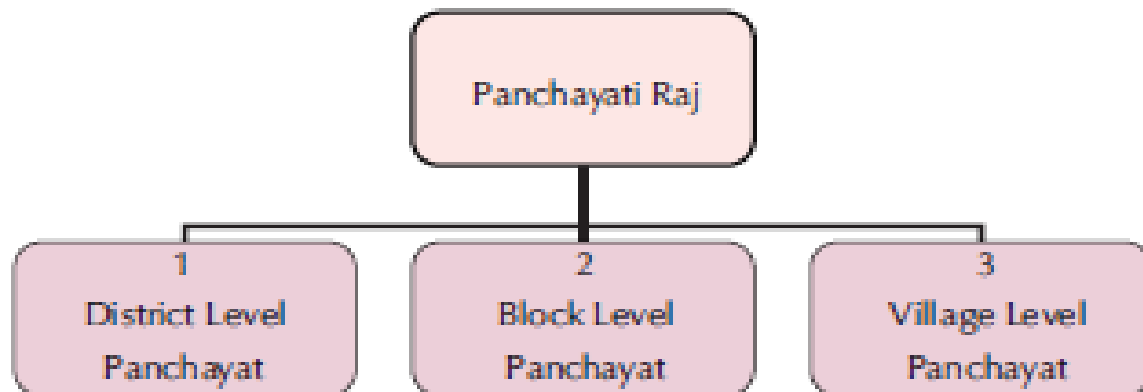 Panchayati Raj
1
District Level
Panchayat
2
Block Level
Panchayat
3
Village Level
Panchayat